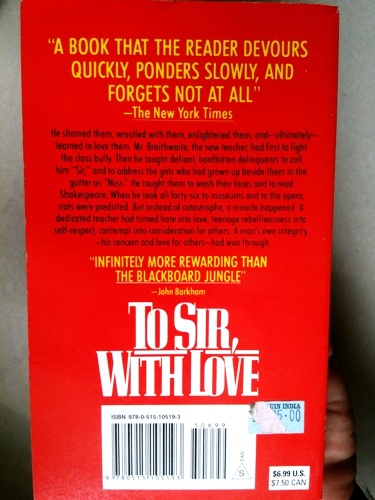 "A BOOK THAT THE READER DEVOURS
QUICKLY, PONDERS SLOWLY, AND
FORGETS NOT AT ALL"
—The New York Times
He shamed them, wrestled with them, enlightened them, and—ultimately—
learned to love them. Mr. Braithwaite, the new teacher, had first to fight
the class bully. Then he taught defiant, hardbitten delinquents to call
him "Sir," and to address the girls who had grown up beside them in the
gutter as "Miss". He taught them to wash their faces and to read
Shakespeare. When he took all forty-six to museums and to the opera,
riots were predicted. But instead of catastrophe, a miracle happened. A
dedicated teacher had turned hate into love, teenage rebelliousness into
self-respect, contempt into consideration for others. A man's own integrity
—his concern and love for others—had won through.
"INFINITELY MORE REWARDING THAN
THE BLACKBOARD JUNGLE"
—John Barkham
TO SIR,
WITH LOVE
ISBN 978-0-515-10519-3
50699
9 780515 105193
S
UIN INDIA
5.00
$6.99 U.S.
$7.50 CAN